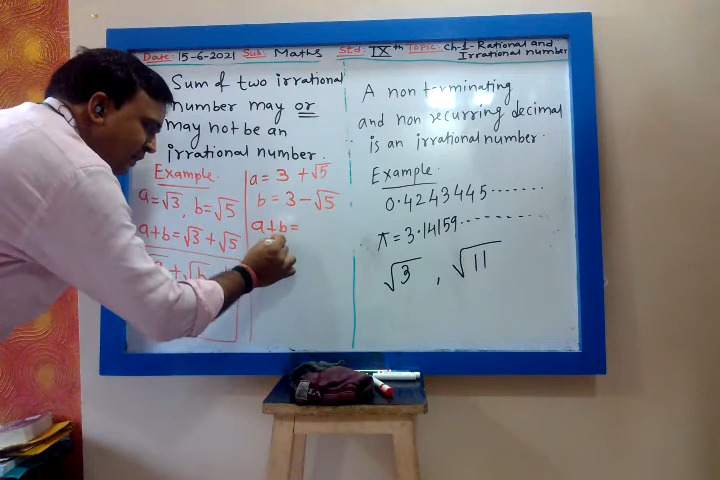 Date: 15-6-2021 Sub: Maths Std: IXth Topic: Ch-1- Rational and
Irrational number
Sum of two irrational
number may or
may not be an
irrational number.
Example
a=√3, b=√5
a+b=√3+√5
+√b
a = 3 + √5
b = 3 - √5
a+b=
A non terminating
and non recurring decimal
is an irrational number.
Example
0.4243445.......
π = 3.14159..........
√3 , √11